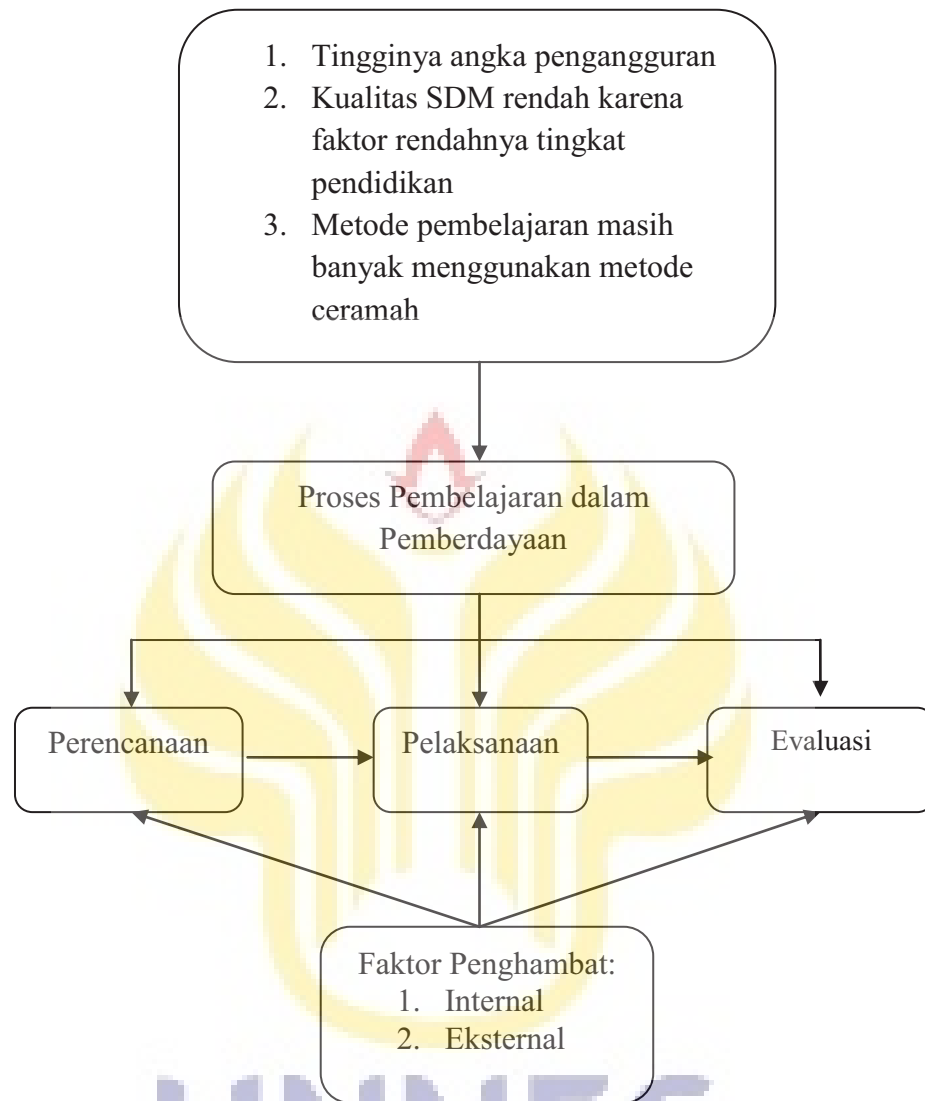 1. Tingginya angka pengangguran
2. Kualitas SDM rendah karena
faktor rendahnya tingkat
pendidikan
3. Metode pembelajaran masih
banyak menggunakan metode
ceramah
Proses Pembelajaran dalam
Pemberdayaan
Perencanaan
Pelaksanaan
Evaluasi
Faktor Penghambat:
1. Internal
2. Eksternal